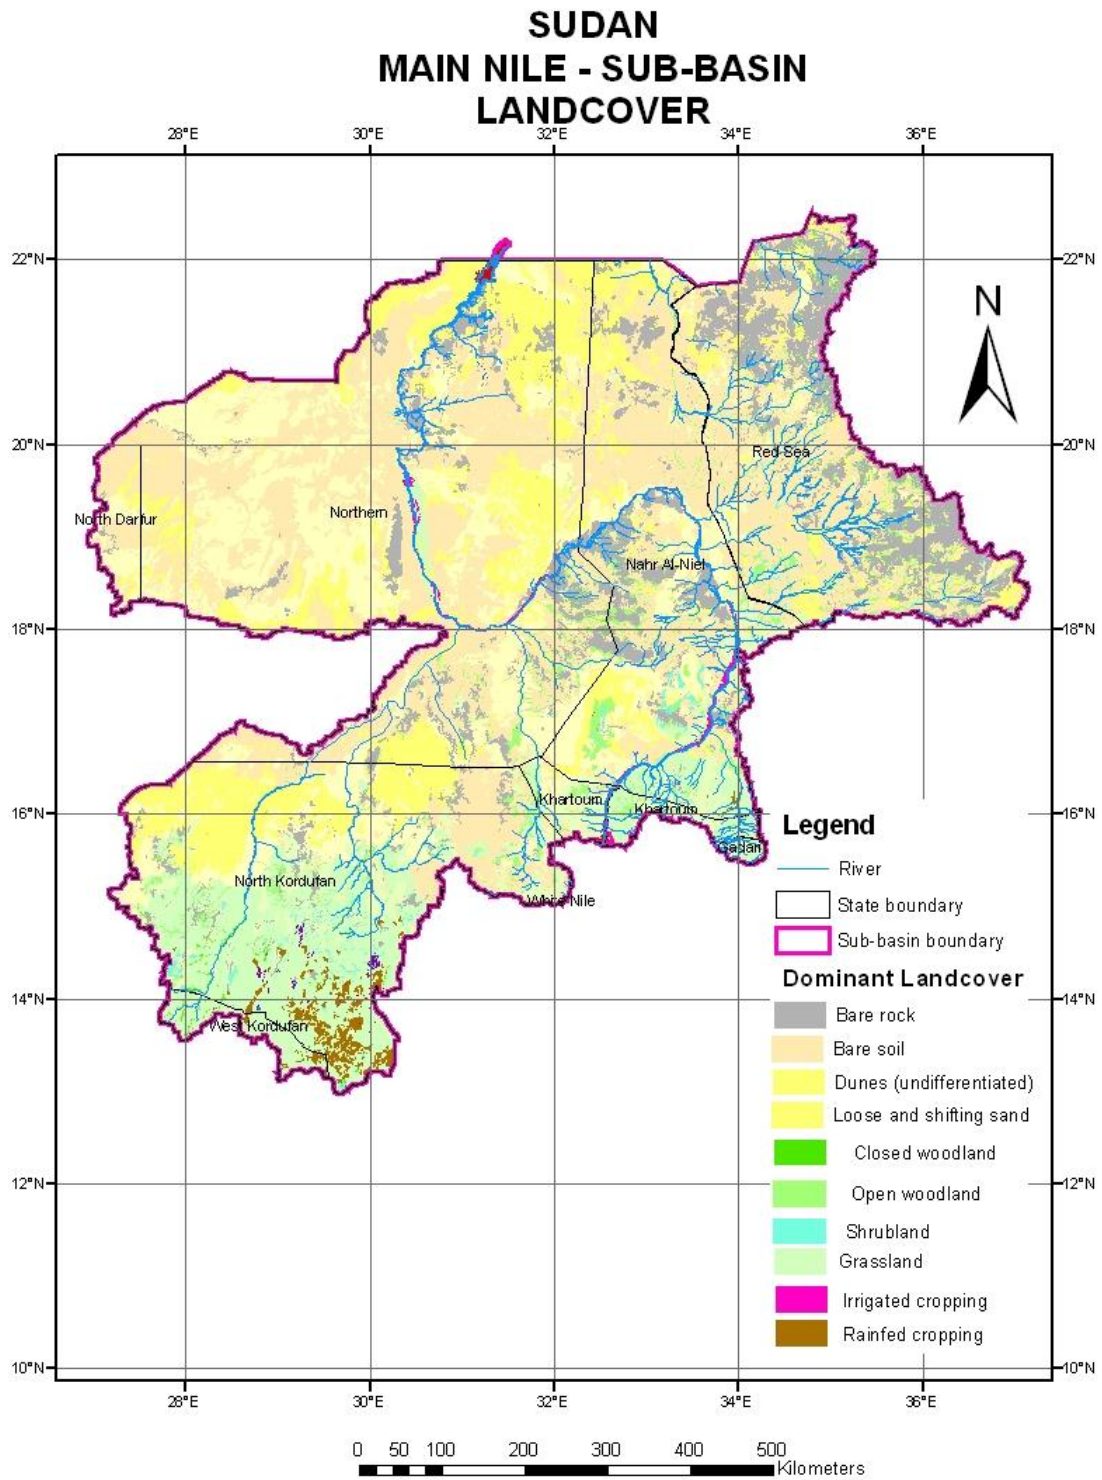 SUDAN
MAIN NILE - SUB-BASIN
LANDCOVER
28°E 30°E 32°E 34°E 36°E
22°N 22°N
N
20°N 20°N
Red Sea
North Darfur
Northern
Nahr Al-Niel
18°N 18°N
16°N 16°N
Khartoum
Khartoum
Gadari
North Kordufan
White Nile
14°N 14°N
West Kordufan
12°N 12°N
10°N 10°N
Legend
River
State boundary
Sub-basin boundary
Dominant Landcover
Bare rock
Bare soil
Dunes (undifferentiated)
Loose and shifting sand
Closed woodland
Open woodland
Shrubland
Grassland
Irrigated cropping
Rainfed cropping
28°E 30°E 32°E 34°E 36°E
0 50 100 200 300 400 500
Kilometers